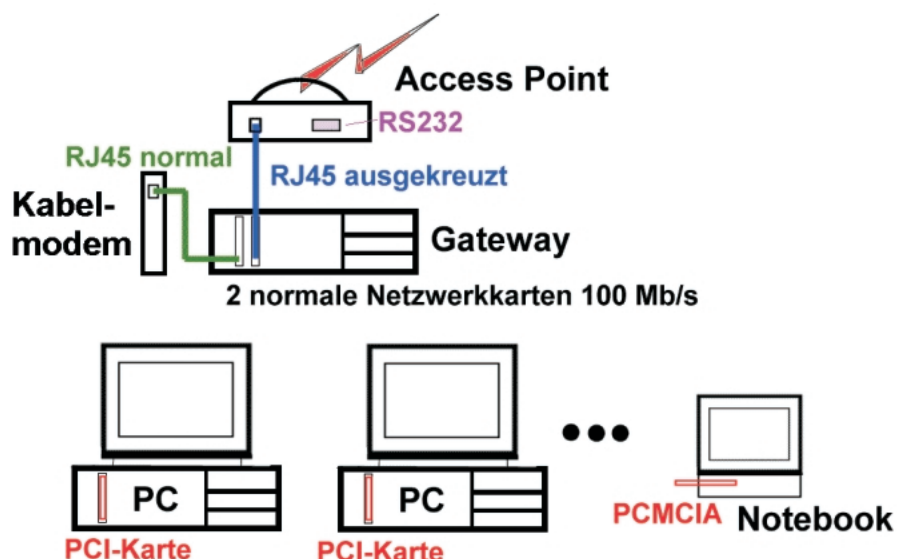 Access Point
RS232
RJ45 normal
RJ45 ausgekreuzt
Kabel-
modem
Gateway
2 normale Netzwerkkarten 100 Mb/s
PC
PC
PCMCIA
Notebook
PCI-Karte
PCI-Karte